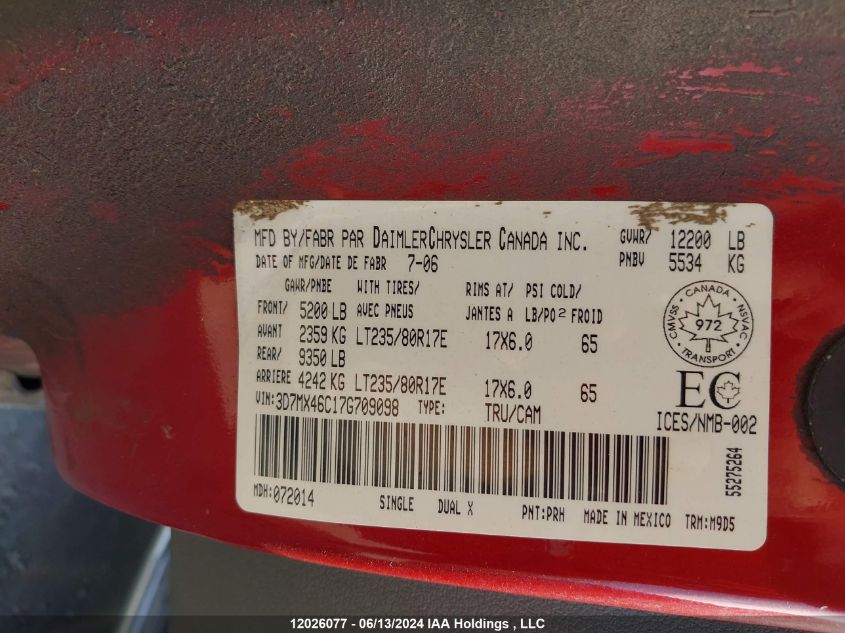 MFD BY/FABR PAR DAIMLERCHRYSLER CANADA INC. GVWR/ 12200 LB
DATE OF MFG/DATE DE FABR 7-06 PNBV 5534 KG
GAWR/PNBE WITH TIRES/ RIMS AT/ PSI COLD/
FRONT/ 5200 LB AVEC PNEUS JANTES A LB/PO² FROID
AVANT 2359 KG LT235/80R17E 17X6.0 65
REAR/ 9350 LB
ARRIERE 4242 KG LT235/80R17E 17X6.0 65
VIN:3D7MX46C17G709098 TYPE: TRU/CAM
CANADA
CMVSS 972 NSVAC
TRANSPORT
EC
ICES/NMB-002
55275264
MDH:072014 SINGLE DUAL X PNT:PRH MADE IN MEXICO TRM:M9D5
12026077 - 06/13/2024 IAA Holdings , LLC